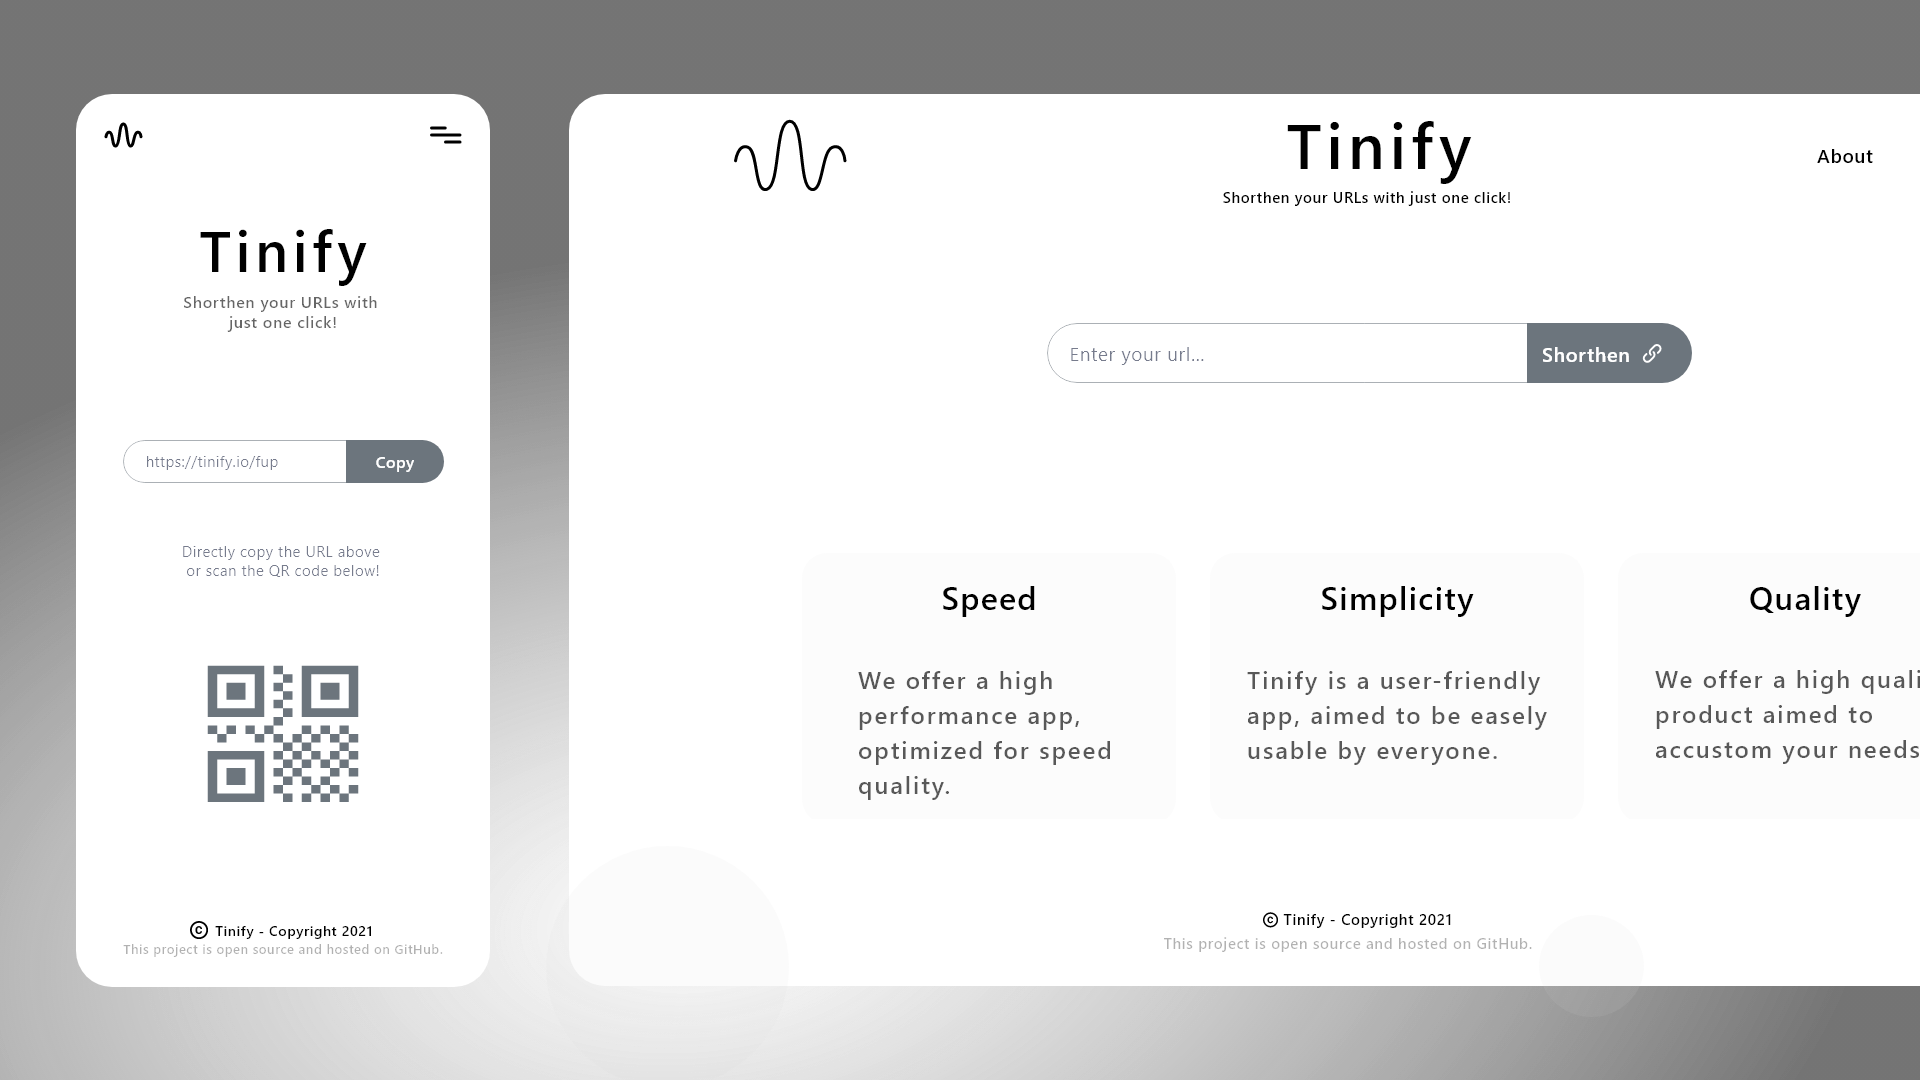 Tinify
Shorthen your URLs with
just one click!
https://tinify.io/fup
Copy
Directly copy the URL above
or scan the QR code below!
© Tinify - Copyright 2021
This project is open source and hosted on GitHub.
Tinify
Shorthen your URLs with just one click!
About
Enter your url...
Shorthen
Speed
We offer a high
performance app,
optimized for speed
quality.
Simplicity
Tinify is a user-friendly
app, aimed to be easely
usable by everyone.
Quality
We offer a high quali
product aimed to
accustom your needs
© Tinify - Copyright 2021
This project is open source and hosted on GitHub.